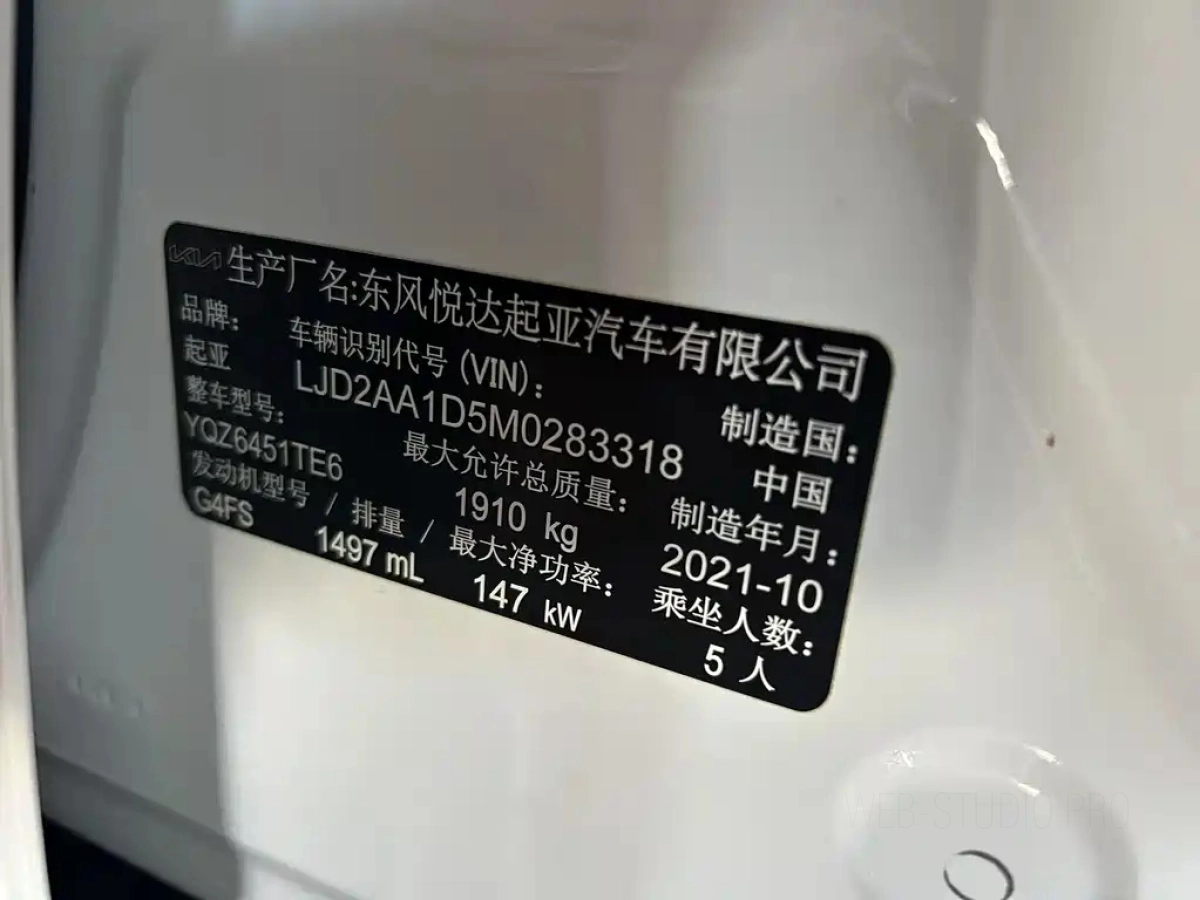 KIA 生产厂名:东风悦达起亚汽车有限公司
品牌: 车辆识别代号 (VIN): 制造国:
起亚 LJD2AA1D5M0283318 中国
整车型号: 最大允许总质量: 制造年月:
YQZ6451TE6 1910 kg 2021-10
发动机型号 / 排量 / 最大净功率: 乘坐人数:
G4FS 1497 mL 147 kW 5 人
WEB-STUDIO.PRO